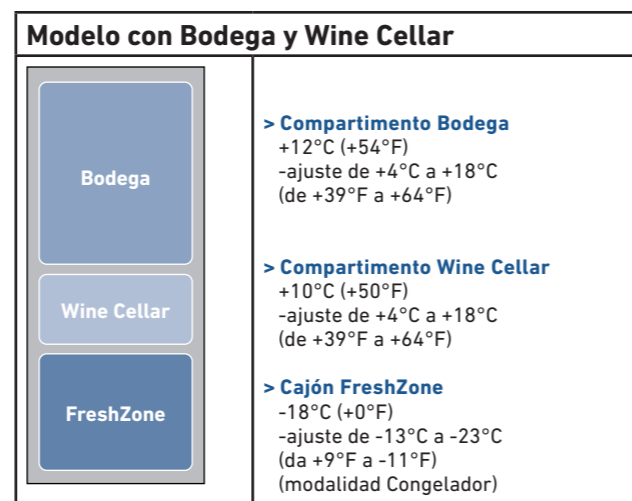 Modelo con Bodega y Wine Cellar
Bodega
Wine Cellar
FreshZone
> Compartimento Bodega
+12°C (+54°F)
-ajuste de +4°C a +18°C
(de +39°F a +64°F)
> Compartimento Wine Cellar
+10°C (+50°F)
-ajuste de +4°C a +18°C
(de +39°F a +64°F)
> Cajón FreshZone
-18°C (+0°F)
-ajuste de -13°C a -23°C
(da +9°F a -11°F)
(modalidad Congelador)